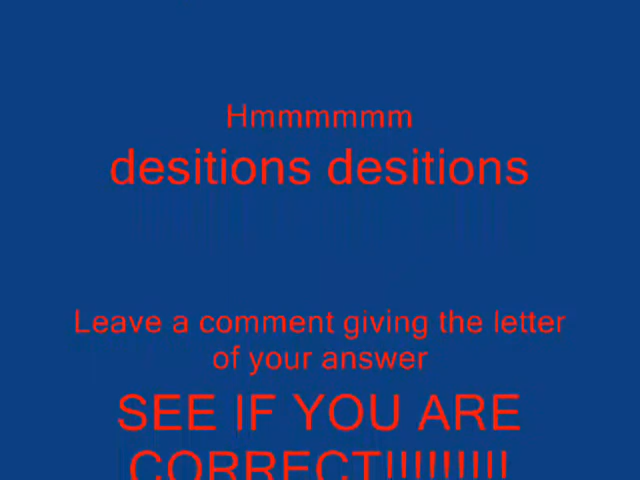 Hmmmmmm
desitions desitions
Leave a comment giving the letter
of your answer
SEE IF YOU ARE
CORRECT!!!!!!!!!